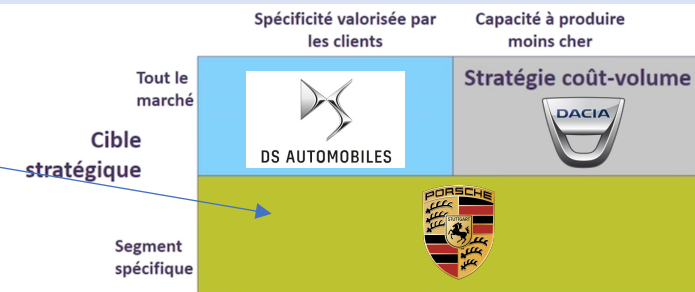 Spécificité valorisée par
les clients
Capacité à produire
moins cher
Tout le
marché
Stratégie coût-volume
DACIA
DS AUTOMOBILES
Cible
stratégique
PORSCHE
STUTTGART
Segment
spécifique